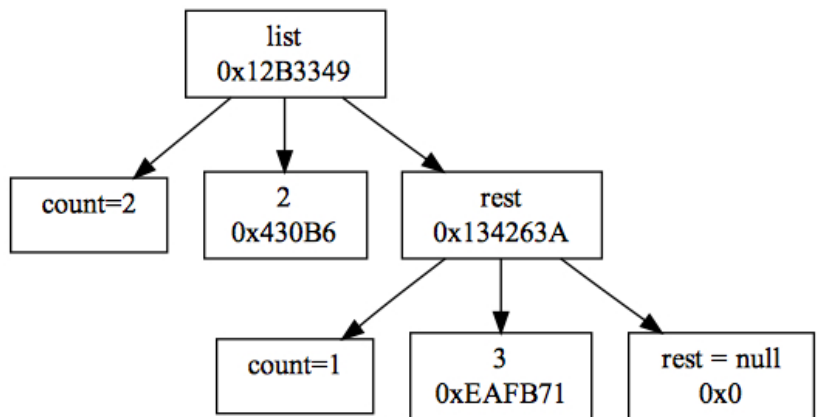 list
0x12B3349
count=2
2
0x430B6
rest
0x134263A
count=1
3
0xEAFB71
rest = null
0x0